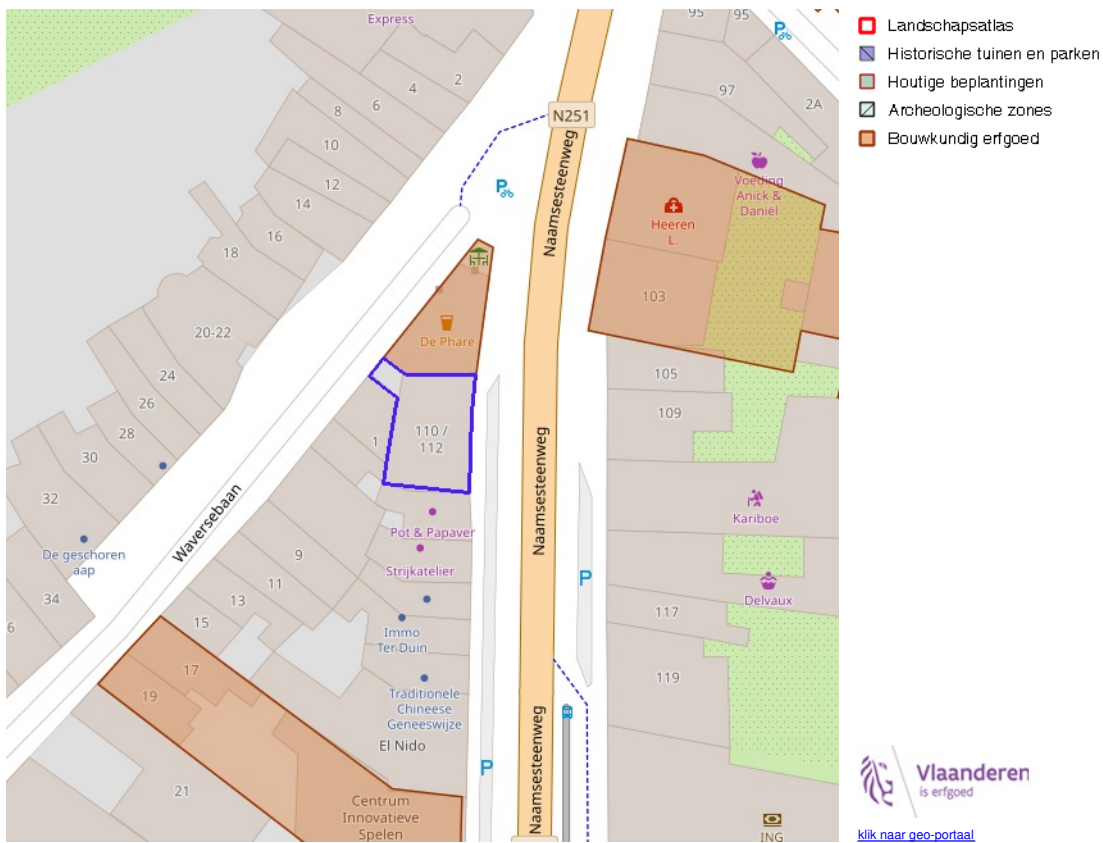 Express
95
95
2
4
6
8
10
12
14
16
18
20-22
24
26
28
30
32
34
6
N251
97
2A
Naamsesteenweg
Voeding
Anick &
Daniël
Heeren
L.
103
De Phare
105
109
110 /
112
1
Naamsesteenweg
Waversebaan
Pot & Papaver
Kariboe
Strijkatelier
De geschoren
aap
9
11
13
15
P
Delvaux
117
Immo
Ter Duin
17
19
119
Traditionele
Chinese
Geneeswijze
El Nido
Naamsesteenweg
P
21
Centrum
Innovatieve
Spelen
ING
P
P
Landschapsatlas
Historische tuinen en parken
Houtige beplantingen
Archeologische zones
Bouwkundig erfgoed
Vlaanderen
is erfgoed
klik naar geo-portaal